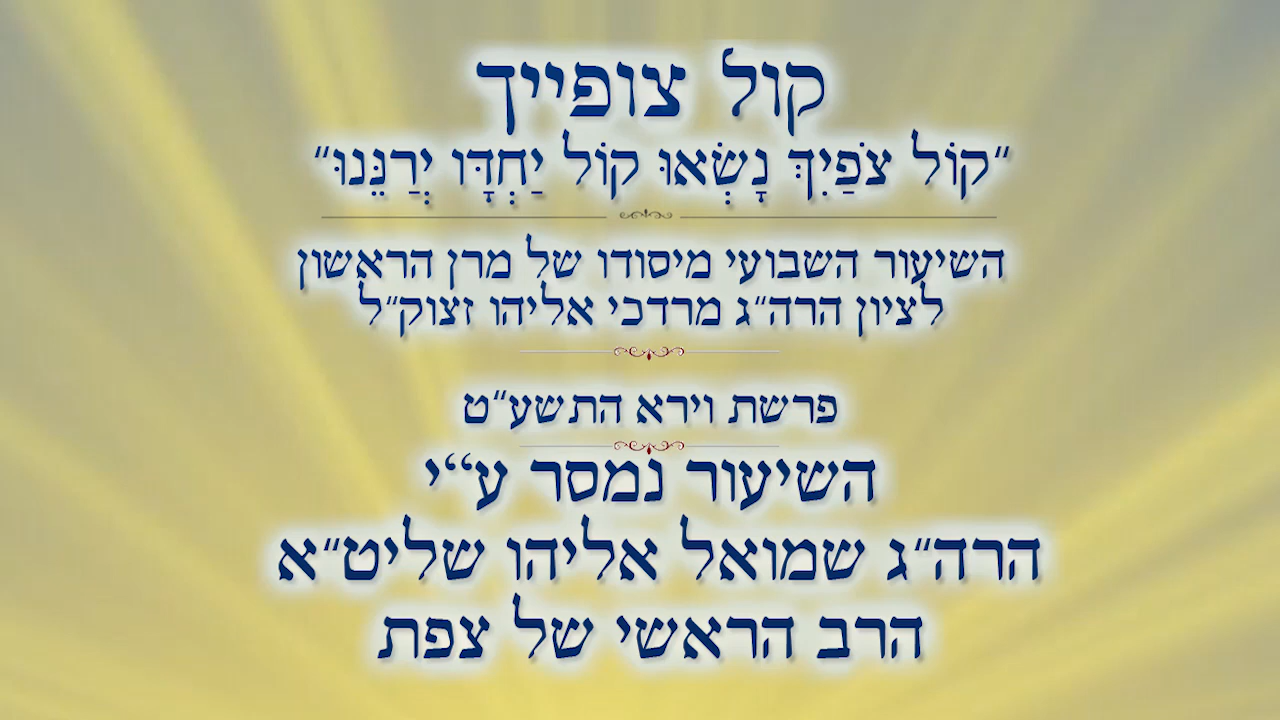 קול צופייך
"קוֹל צֹפַיִךְ נָשְׂאוּ קוֹל יַחְדָּו יְרַנֵּנוּ"
השיעור השבועי מיסודו של מרן הראשון
לציון הרה"ג מרדכי אליהו זצוק"ל
פרשת וירא התשע"ט
השיעור נמסר ע"י
הרה"ג שמואל אליהו שליט"א
הרב הראשי של צפת